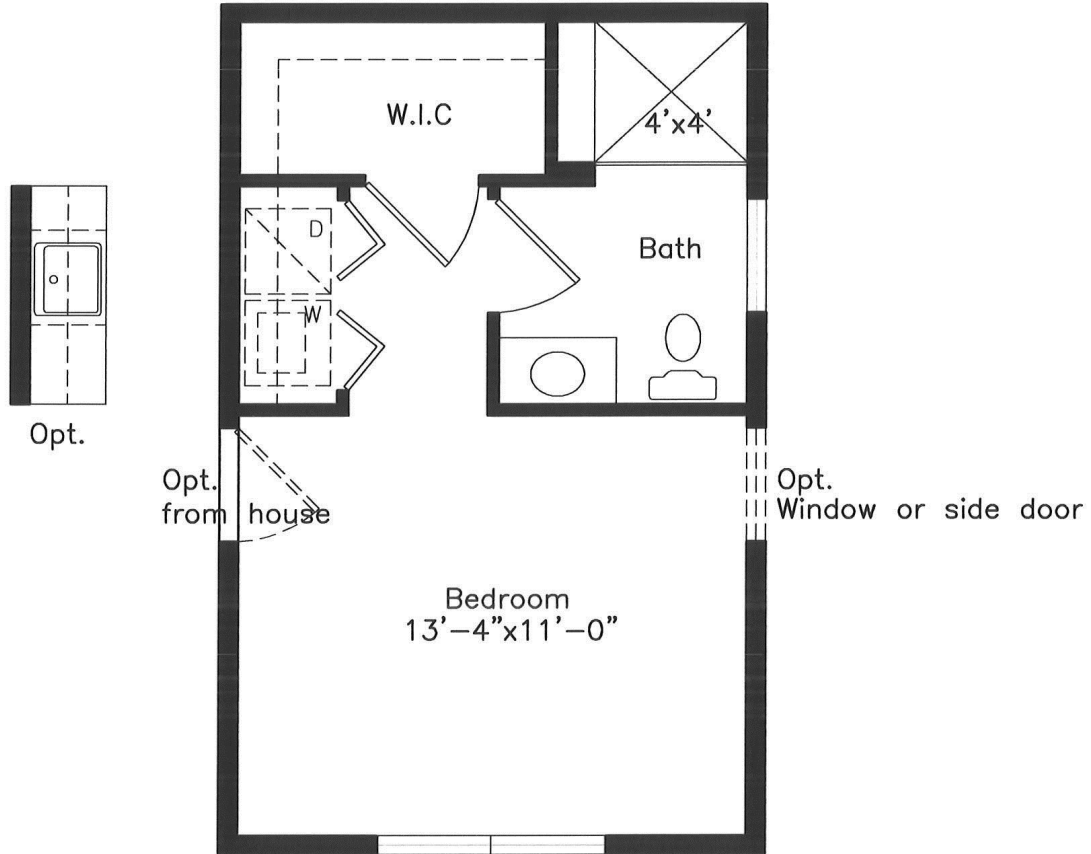 W.I.C
4'x4'
D
Bath
W
Opt.
Opt.
from house
Opt.
Window or side door
Bedroom
13'-4"x11'-0"